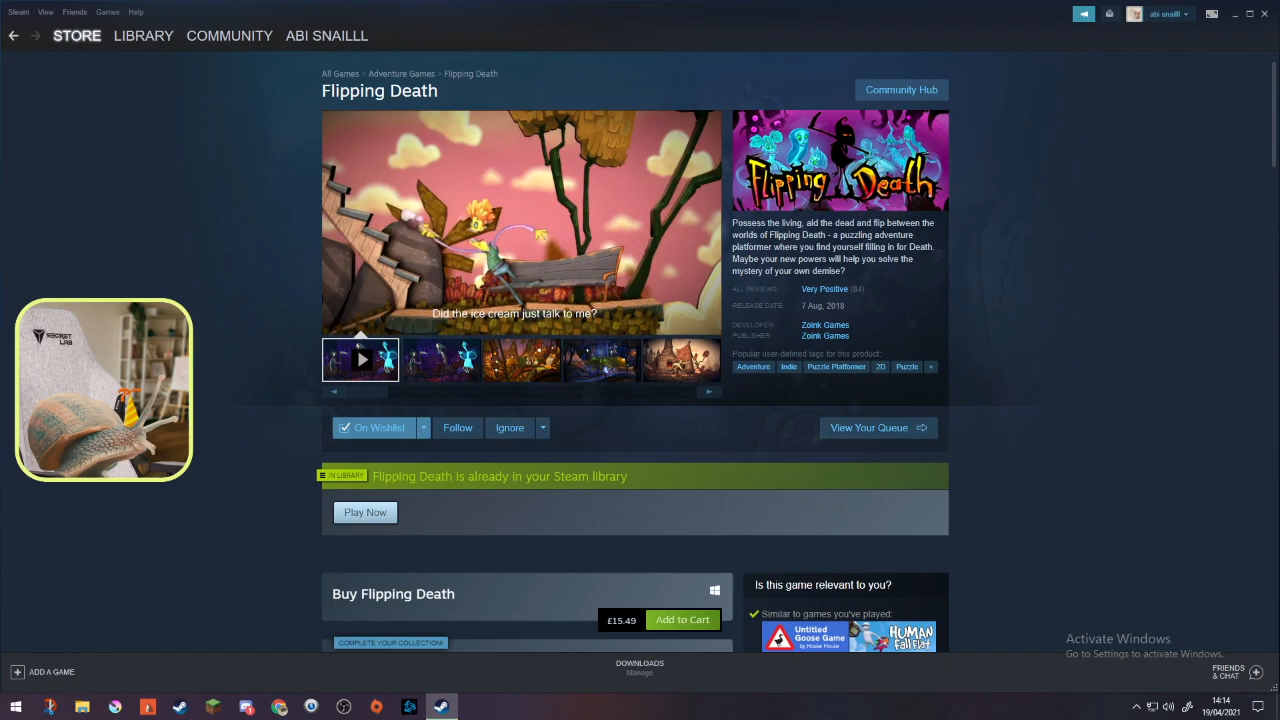 Steam View Friends Games Help
abi snailll
STORE LIBRARY COMMUNITY ABI SNAILLL
All Games > Adventure Games > Flipping Death
Flipping Death
Community Hub
Did the ice cream just talk to me?
Flipping Death
Possess the living, aid the dead and flip between the
worlds of Flipping Death - a puzzling adventure
platformer where you find yourself filling in for Death.
Maybe your new powers will help you solve the
mystery of your own demise?
ALL REVIEWS: Very Positive (84)
RELEASE DATE: 7 Aug, 2018
DEVELOPER: Zoink Games
PUBLISHER: Zoink Games
Popular user-defined tags for this product:
Adventure Indie Puzzle Platformer 2D Puzzle +
SECRET
LAB
On Wishlist Follow Ignore View Your Queue
IN LIBRARY Flipping Death is already in your Steam library
Play Now
Buy Flipping Death
£15.49 Add to Cart
COMPLETE YOUR COLLECTION!
Is this game relevant to you?
Similar to games you've played:
Untitled
Goose Game
by House House
HUMAN
fall flat
Activate Windows
Go to Settings to activate Windows.
ADD A GAME
DOWNLOADS
Manage
FRIENDS
& CHAT
14:14
19/04/2021